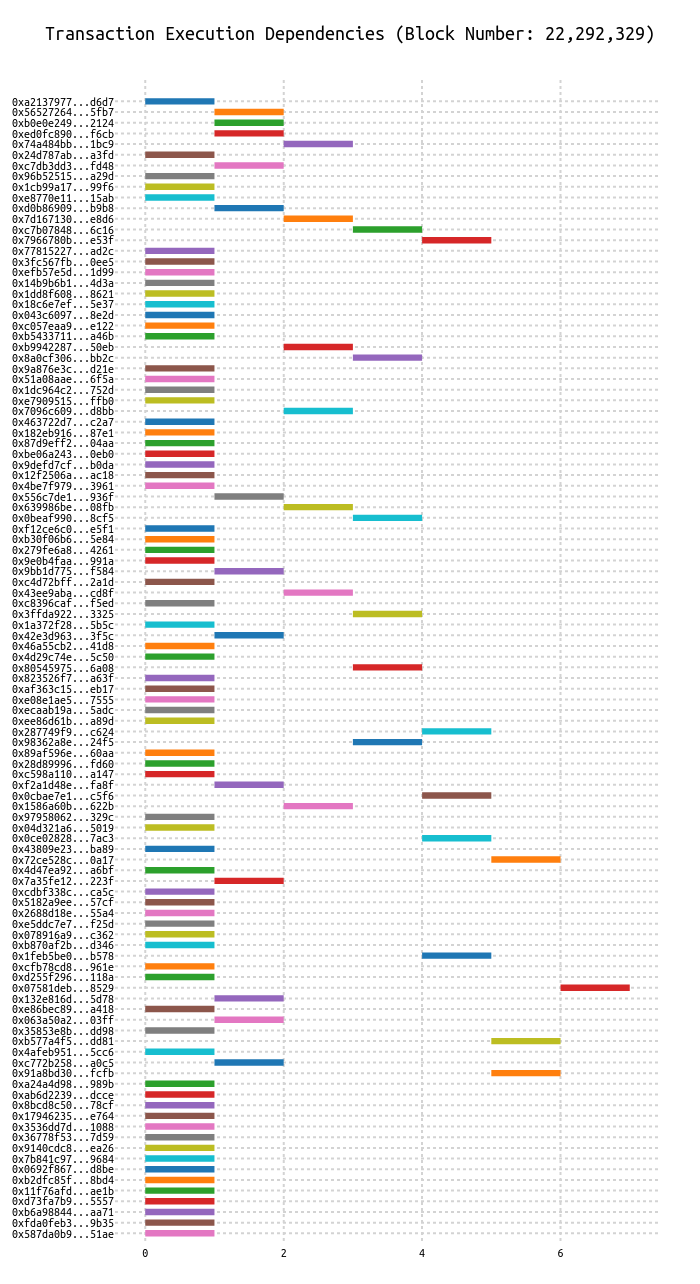 Transaction Execution Dependencies (Block Number: 22,292,329)
0xa2137977...d6d7
0x56527264...5fb7
0xb0e0e249...2124
0xed0fc890...f6cb
0x74a484bb...1bc9
0x24d787ab...a3fd
0xc7db3dd3...fd48
0x96b52515...a29d
0x1cb99a17...99f6
0xe8770e11...15ab
0xd0b86909...b9b8
0x7d167130...e8d6
0xc7b07848...6c16
0x7966780b...e53f
0x77815227...ad2c
0x3fc567fb...0ee5
0xefb57e5d...1d99
0x14b9b6b1...4d3a
0x1dd8f608...8621
0x18c6e7ef...5e37
0x043c6097...8e2d
0xc057eaa9...e122
0xb5433711...a46b
0xb9942287...50eb
0x8a0cf306...bb2c
0x9a876e3c...d21e
0x51a08aae...6f5a
0x1dc964c2...752d
0xe7909515...ffb0
0x7096c609...d8bb
0x463722d7...c2a7
0x182eb916...87e1
0x87d9eff2...04aa
0xbe06a243...0eb0
0x9defd7cf...b0da
0x12f2506a...ac18
0x4be7f979...3961
0x556c7de1...936f
0x639986be...08fb
0x0beaf990...8cf5
0xf12ce6c0...e5f1
0xb30f06b6...5e84
0x279fe6a8...4261
0x9e0b4faa...991a
0x9bb1d775...f584
0xc4d72bff...2a1d
0x43ee9aba...cd8f
0xc8396caf...f5ed
0x3ffda922...3325
0x1a372f28...5b5c
0x42e3d963...3f5c
0x46a55cb2...41d8
0x4d29c74e...5c50
0x80545975...6a08
0x823526f7...a63f
0xaf363c15...eb17
0xe08e1ae5...7555
0xecaab19a...5adc
0xee86d61b...a89d
0x287749f9...c624
0x98362a8e...24f5
0x89af596e...60aa
0x28d89996...fd60
0xc598a110...a147
0xf2a1d48e...fa8f
0x0cbae7e1...c5f6
0x1586a60b...622b
0x97958062...329c
0x04d321a6...5019
0x0ce02828...7ac3
0x43809e23...ba89
0x72ce528c...0a17
0x4d47ea92...a6bf
0x7a35fe12...223f
0xcdbf338c...ca5c
0x5182a9ee...57cf
0x2688d18e...55a4
0xe5ddc7e7...f25d
0x078916a9...c362
0xb870af2b...d346
0x1feb5be0...b578
0xcfb78cd8...961e
0xd255f296...118a
0x07581deb...8529
0x132e816d...5d78
0xe86bec89...a418
0x063a50a2...03ff
0x35853e8b...dd98
0xb577a4f5...dd81
0x4afeb951...5cc6
0xc772b258...a0c5
0x91a8bd30...fcfb
0xa24a4d98...989b
0xab6d2239...dcce
0x8bcd8c50...78cf
0x17946235...e764
0x3536dd7d...1088
0x36778f53...7d59
0x9140cdc8...ea26
0x7b841c97...9684
0x0692f867...d8be
0xb2dfc85f...8bd4
0x11f76afd...ae1b
0xd73fa7b9...5557
0xb6a98844...aa71
0xfda0feb3...9b35
0x587da0b9...51ae
0 2 4 6